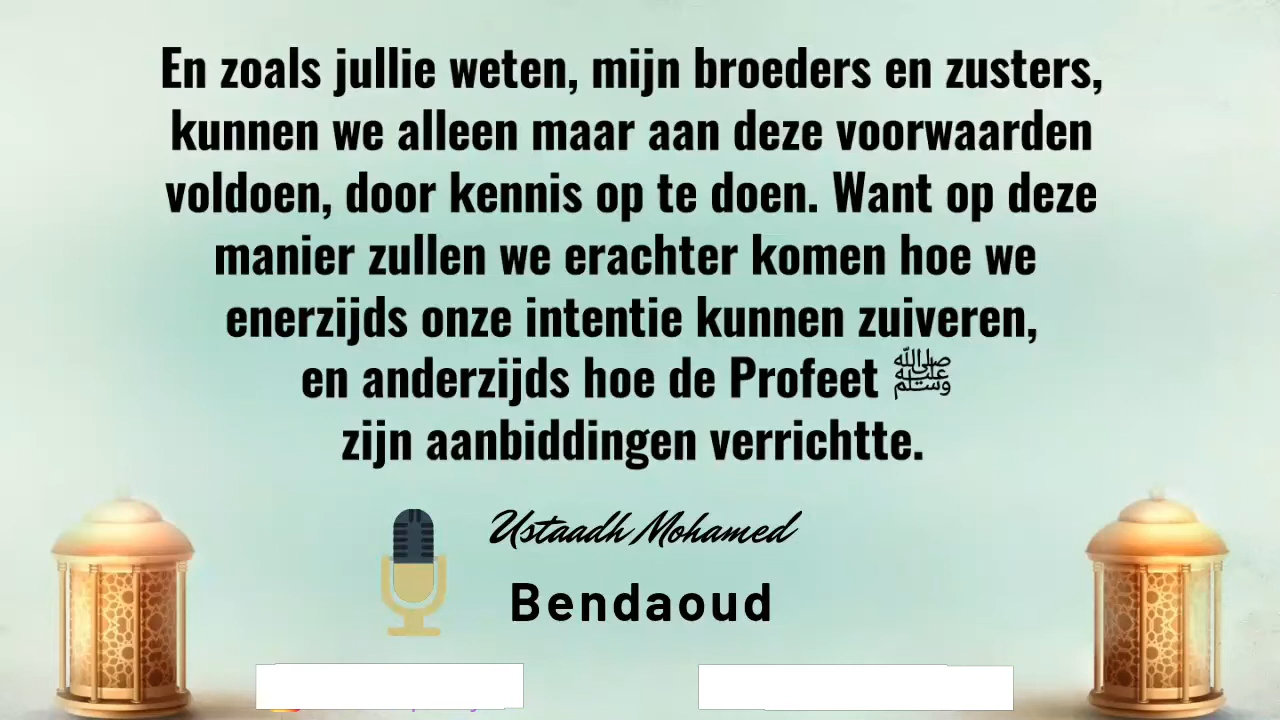 En zoals jullie weten, mijn broeders en zusters,
kunnen we alleen maar aan deze voorwaarden
voldoen, door kennis op te doen. Want op deze
manier zullen we erachter komen hoe we
enerzijds onze intentie kunnen zuiveren,
en anderzijds hoe de Profeet ﷺ
zijn aanbiddingen verrichtte.
Ustaadh Mohamed
Bendaoud